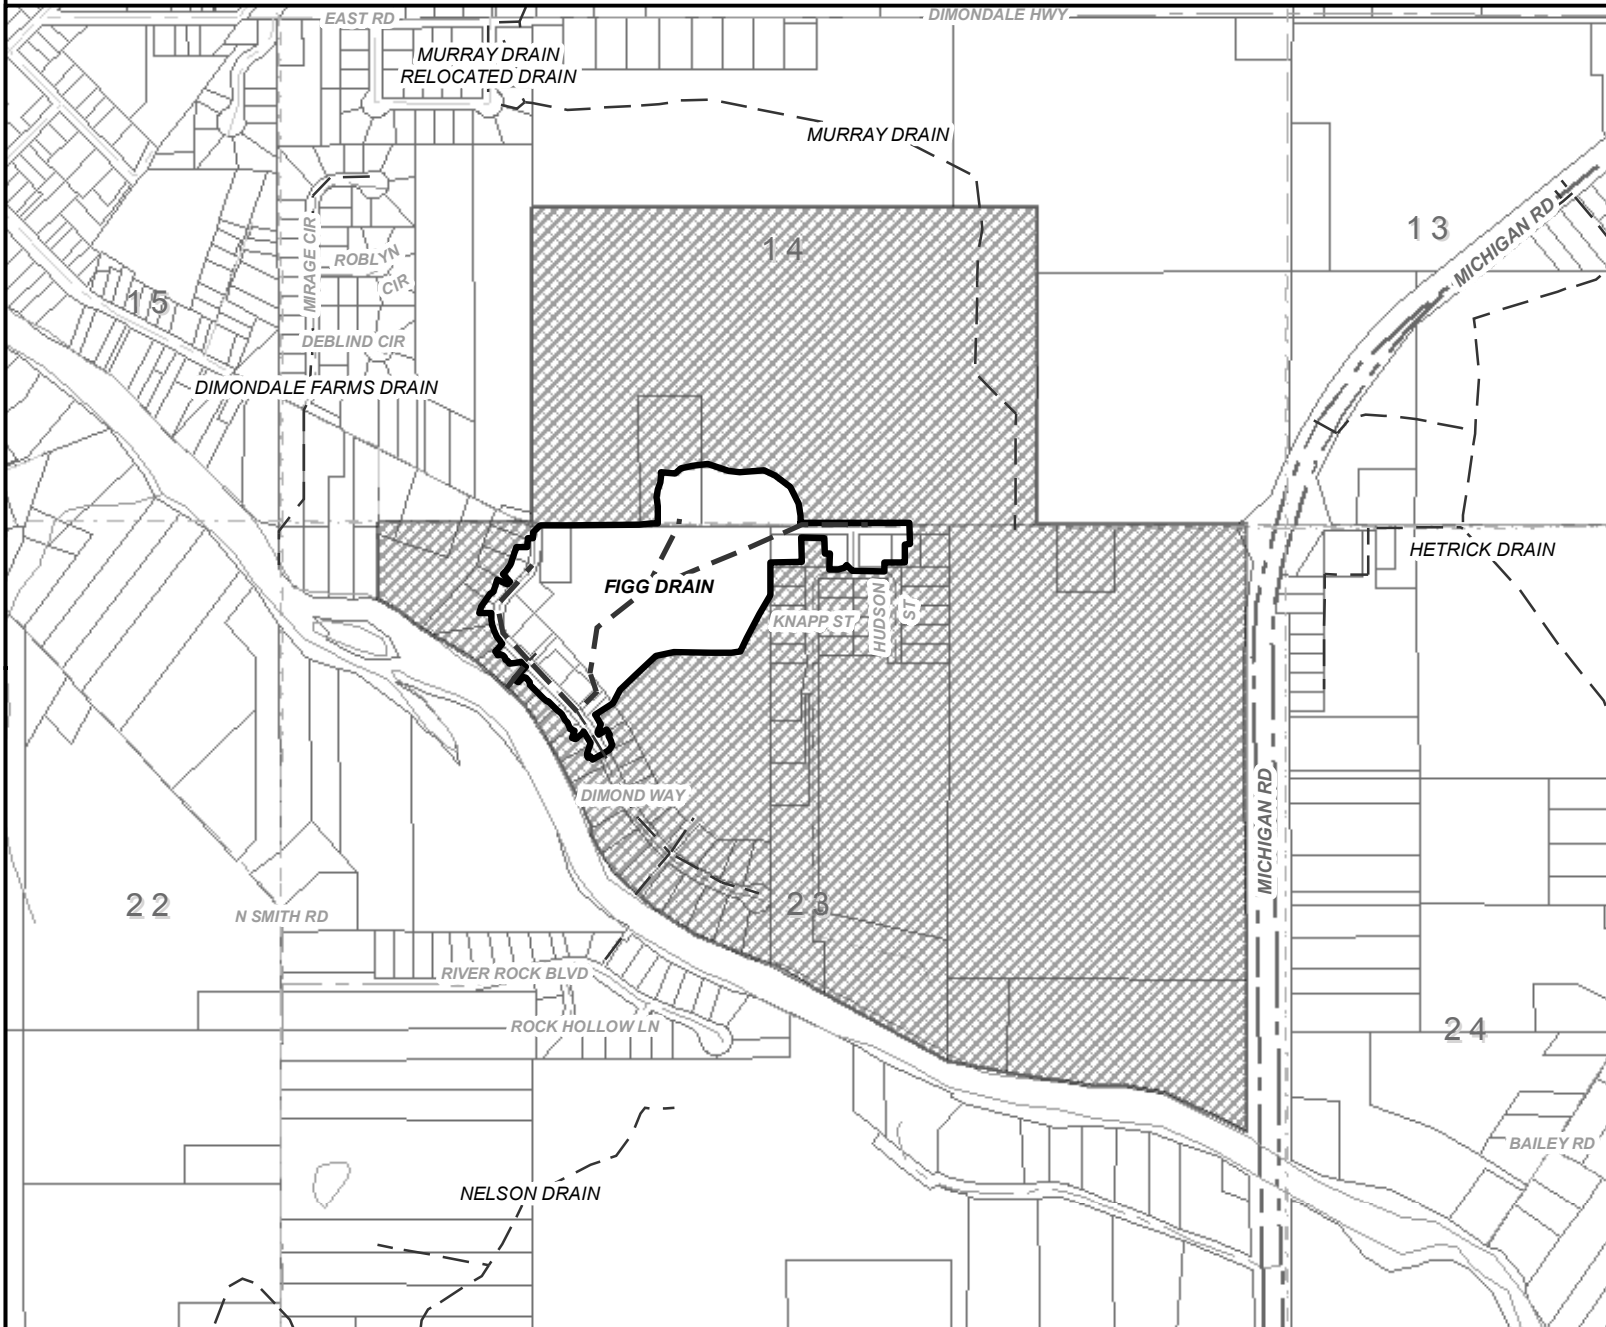 EAST RD
DIMONDALE HWY
MURRAY DRAIN
RELOCATED DRAIN
MURRAY DRAIN
13
MICHIGAN RD
14
MIRAGE CIR
ROBLYN
CIR
15
DEBLIND CIR
DIMONDALE FARMS DRAIN
HETRICK DRAIN
FIGG DRAIN
KNAPP ST
HUDSON
ST
DIMOND WAY
MICHIGAN RD
22
N SMITH RD
23
RIVER ROCK BLVD
ROCK HOLLOW LN
24
BAILEY RD
NELSON DRAIN